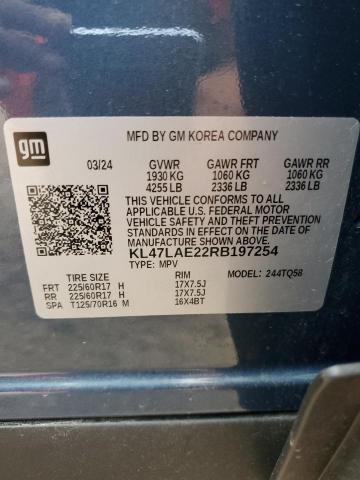 gm
MFD BY GM KOREA COMPANY
03/24 GVWR GAWR FRT GAWR RR
1930 KG 1060 KG 1060 KG
4255 LB 2336 LB 2336 LB
THIS VEHICLE CONFORMS TO ALL
APPLICABLE U.S. FEDERAL MOTOR
VEHICLE SAFETY, BUMPER, AND THEFT PREVENTION
STANDARDS IN EFFECT ON THE DATE OF
MANUFACTURE SHOWN ABOVE.
KL47LAE22RB197254
TYPE: MPV MODEL: 244TQ58
TIRE SIZE RIM
FRT 225/60R17 H 17X7.5J
RR 225/60R17 H 17X7.5J
SPA T125/70R16 M 16X4BT